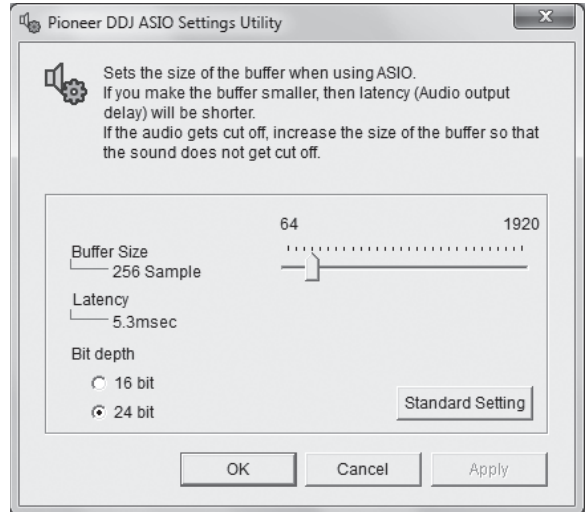 Pioneer DDJ ASIO Settings Utility
Sets the size of the buffer when using ASIO.
If you make the buffer smaller, then latency (Audio output
delay) will be shorter.
If the audio gets cut off, increase the size of the buffer so that
the sound does not get cut off.
64 1920
Buffer Size
256 Sample
Latency
5.3msec
Bit depth
16 bit
24 bit
Standard Setting
OK Cancel Apply